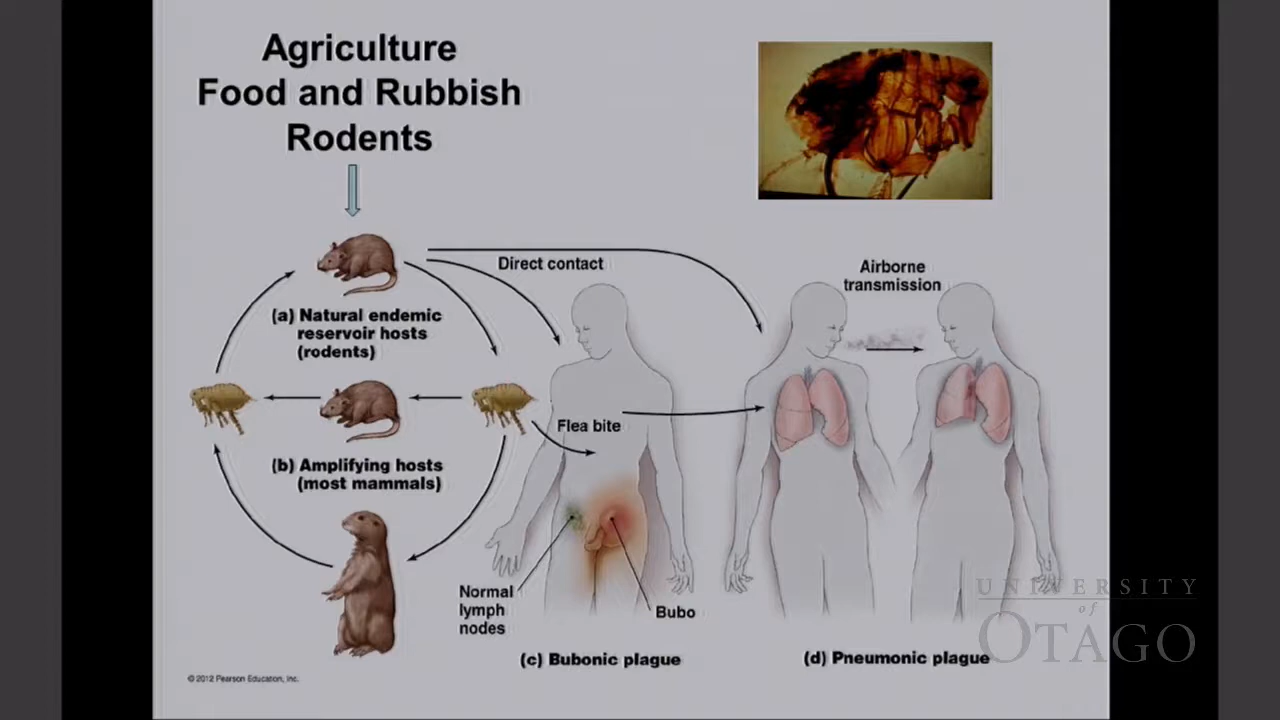 Agriculture
Food and Rubbish
Rodents
Direct contact
Airborne
transmission
(a) Natural endemic
reservoir hosts
(rodents)
Flea bite
(b) Amplifying hosts
(most mammals)
Normal
lymph
nodes
Bubo
(c) Bubonic plague
(d) Pneumonic plague
UNIVERSITY
of
OTAGO
© 2012 Pearson Education, Inc.